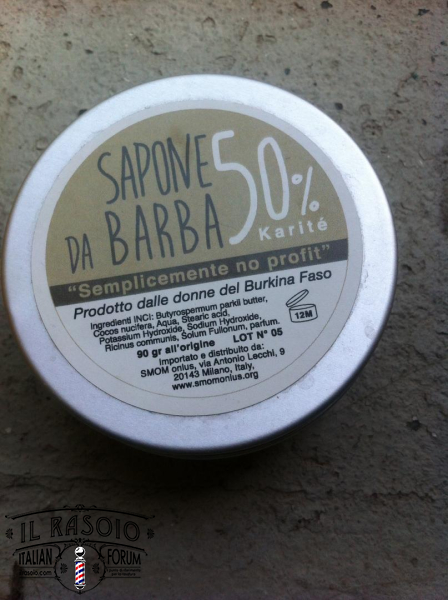 SAPONE 50%
DA BARBA Karité
"Semplicemente no profit"
Prodotto dalle donne del Burkina Faso
Ingredienti INCI: Butyrospermum parkii butter,
Cocos nucifera, Aqua, Stearic acid,
Potassium Hydroxide, Sodium Hydroxide,
Ricinus communis, Solum Fullonum, parfum.
12M
90 gr all'origine LOT N° 05
Importato e distribuito da:
SMOM onlus, via Antonio Lecchi, 9
20143 Milano, Italy,
www.smomonlus.org
IL RASOIO
ITALIAN FORUM